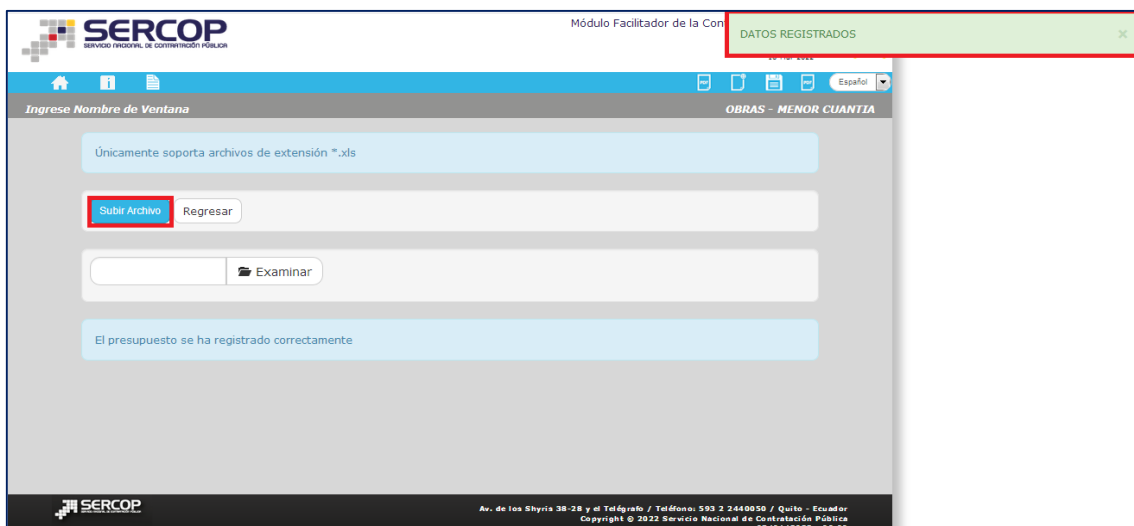 SERCOP
SERVICIO NACIONAL DE CONTRATACIÓN PÚBLICA
Módulo Facilitador de la Con
DATOS REGISTRADOS
Español
Ingrese Nombre de Ventana
OBRAS - MENOR CUANTIA
Únicamente soporta archivos de extensión *.xls
Subir Archivo
Regresar
Examinar
El presupuesto se ha registrado correctamente
SERCOP
Av. de los Shyris 38-28 y el Telégrafo / Teléfono: 593 2 2440050 / Quito - Ecuador
Copyright © 2022 Servicio Nacional de Contratación Pública